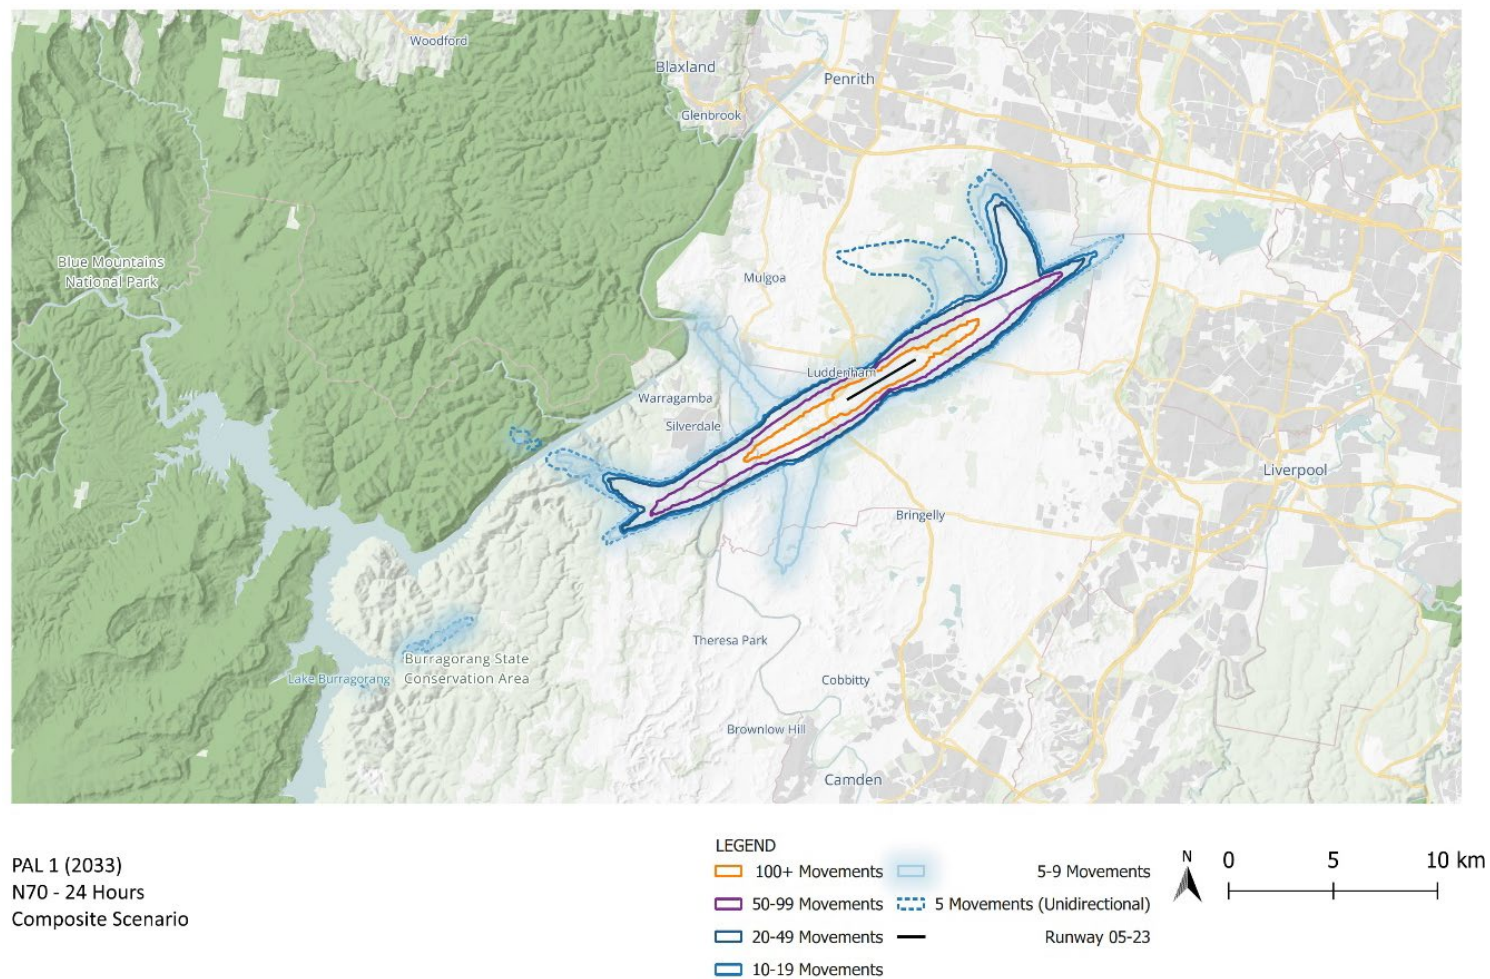 Woodford
Blaxland
Penrith
Glenbrook
Blue Mountains
National Park
Mulgoa
Luddenham
Warragamba
Silverdale
Liverpool
Bringelly
Theresa Park
Burragorang State
Conservation Area
Lake Burragorang
Cobbitty
Brownlow Hill
Camden
PAL 1 (2033)
N70 - 24 Hours
Composite Scenario
LEGEND
100+ Movements
50-99 Movements
20-49 Movements
10-19 Movements
5-9 Movements
5 Movements (Unidirectional)
Runway 05-23
N
0 5 10 km